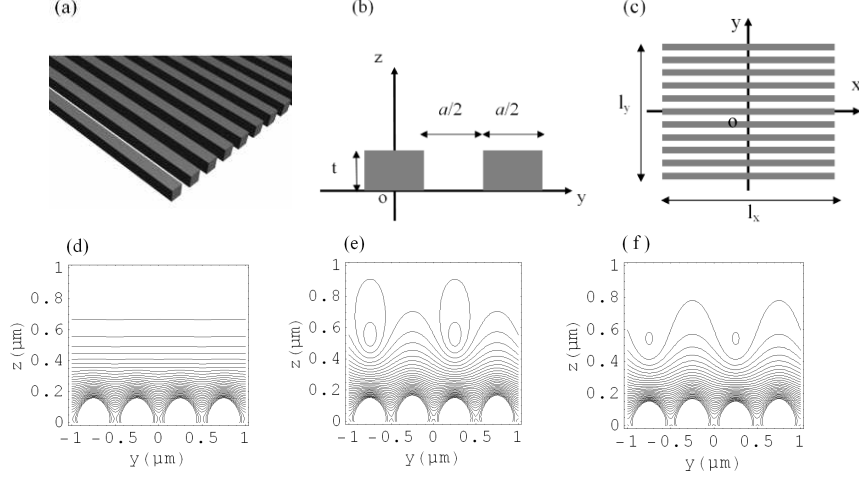 (a)
(b)
z
a/2
a/2
t
o
y
(c)
y
x
o
l_y
l_x
(d)
1
0.8
0.6
0.4
0.2
0
z(μm)
-1 -0.5 0 0.5 1
y(μm)
(e)
1
0.8
0.6
0.4
0.2
0
z(μm)
-1 -0.5 0 0.5 1
y(μm)
(f)
1
0.8
0.6
0.4
0.2
0
z(μm)
-1 -0.5 0 0.5 1
y(μm)